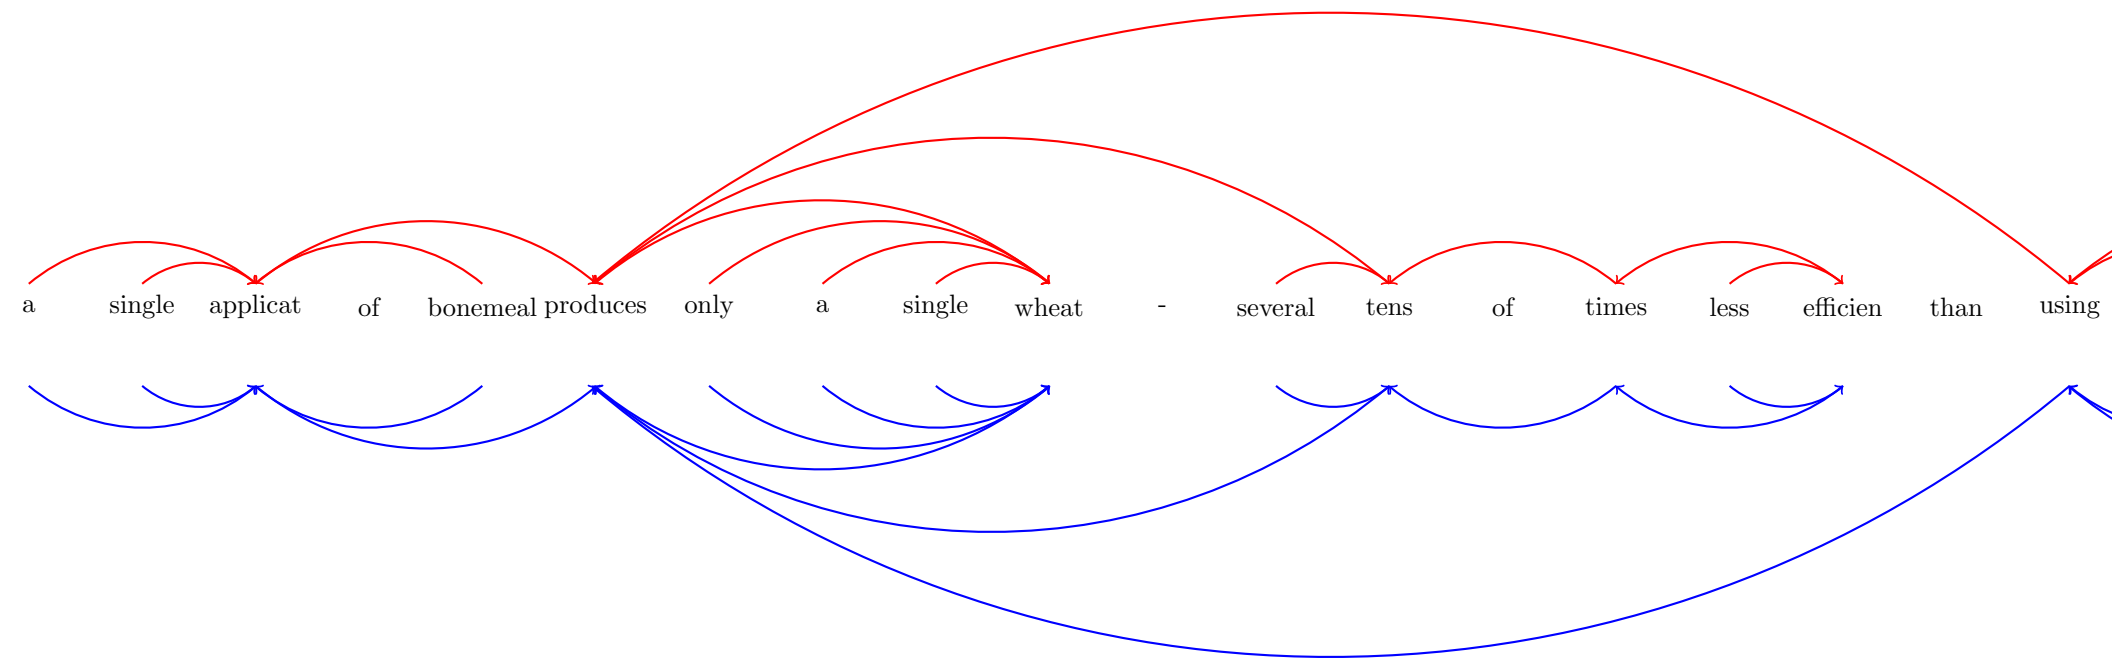 a single applicat of bonemeal produces only a single wheat - several tens of times less efficien than using